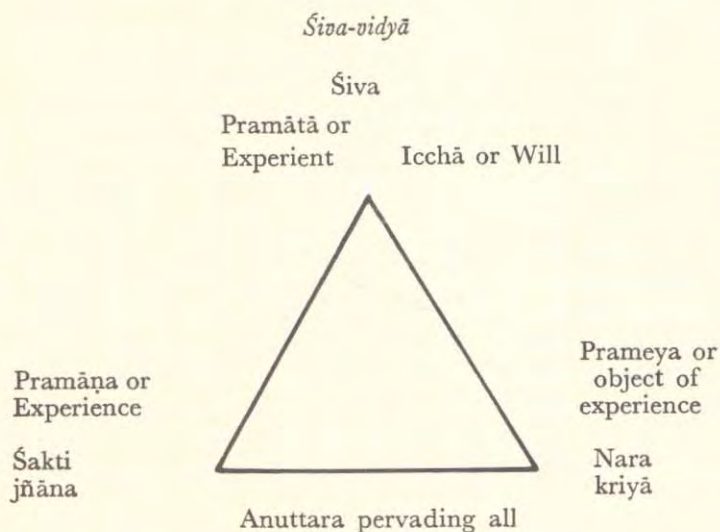 Śiva-vidyā
Śiva
Pramātā or
Experient
Icchā or Will
Pramāṇa or
Experience
Śakti
jñāna
Prameya or
object of
experience
Nara
kriyā
Anuttara pervading all